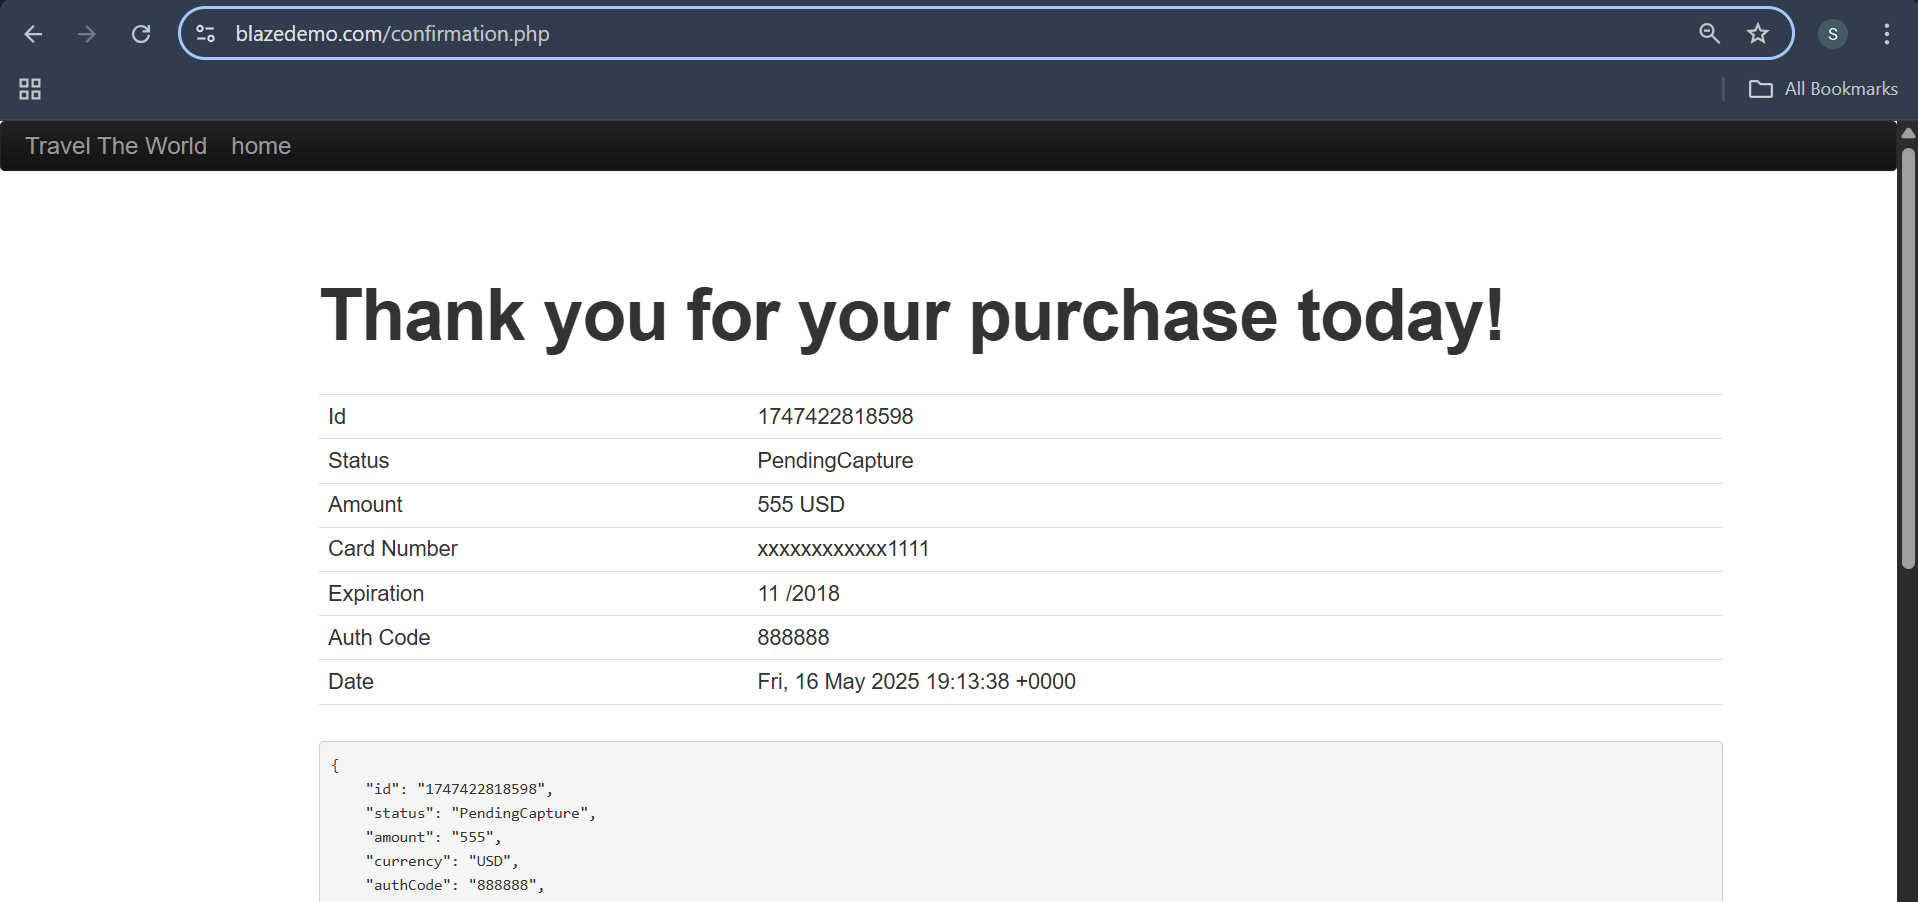 blazedemo.com/confirmation.php
S
All Bookmarks
Travel The World home
Thank you for your purchase today!
Id 1747422818598
Status PendingCapture
Amount 555 USD
Card Number xxxxxxxxxxxx1111
Expiration 11 /2018
Auth Code 888888
Date Fri, 16 May 2025 19:13:38 +0000
{
"id": "1747422818598",
"status": "PendingCapture",
"amount": "555",
"currency": "USD",
"authCode": "888888",